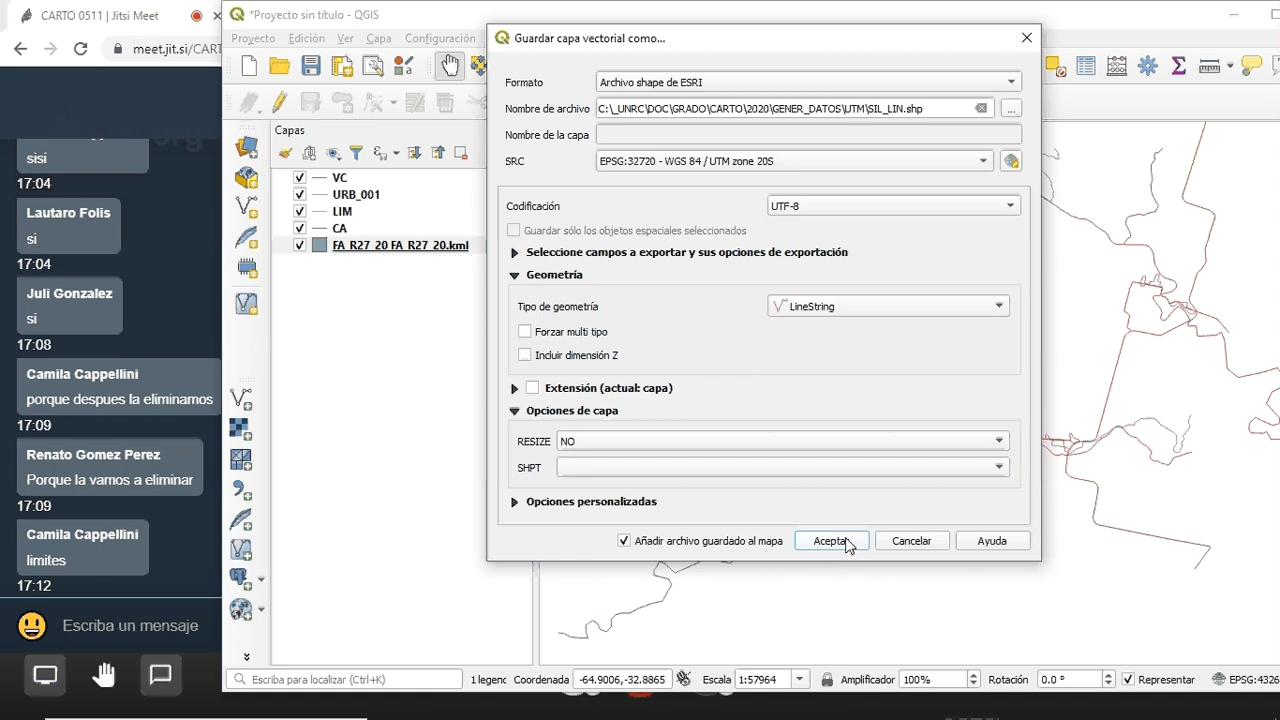 CARTO 0511 | Jitsi Meet
meet.jit.si/CART
sisi
17:04
Lautaro Folis
si
17:04
Juli Gonzalez
si
17:08
Camila Cappellini
porque despues la eliminamos
17:09
Renato Gomez Perez
Porque la vamos a eliminar
17:09
Camila Cappellini
limites
17:12
Escriba un mensaje
*Proyecto sin título - QGIS
Proyecto Edición Ver Capa Configuración
Capas
VC
URB_001
LIM
CA
FA_R27_20 FA_R27_20.kml
Guardar capa vectorial como...
Formato Archivo shape de ESRI
Nombre de archivo C:\_UNRC\DOC\GRADO\CARTO\2020\GENER_DATOS\UTM\SIL_LIN.shp ...
Nombre de la capa
SRC EPSG:32720 - WGS 84 / UTM zone 20S
Codificación UTF-8
Guardar sólo los objetos espaciales seleccionados
Seleccione campos a exportar y sus opciones de exportación
Geometría
Tipo de geometría LineString
Forzar multi tipo
Incluir dimensión Z
Extensión (actual: capa)
Opciones de capa
RESIZE NO
SHPT
Opciones personalizadas
Añadir archivo guardado al mapa Aceptar Cancelar Ayuda
Escriba para localizar (Ctrl+K) 1 legenc Coordenada -64.9006,-32.8865 Escala 1:57964 Amplificador 100% Rotación 0.0 ° Representar EPSG:4326